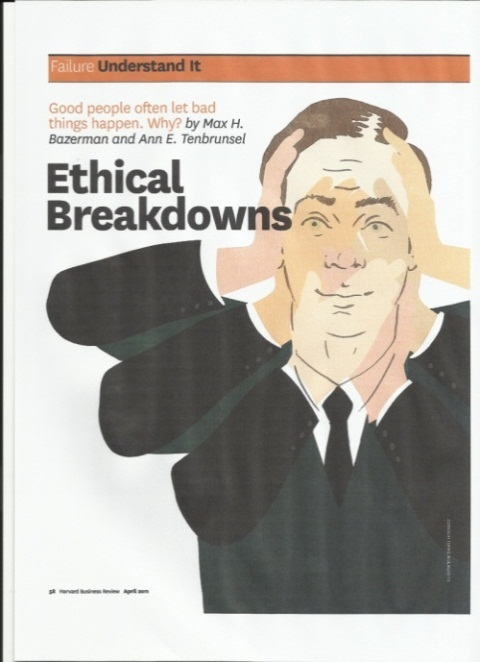 Failure Understand It
Good people often let bad
things happen. Why? by Max H.
Bazerman and Ann E. Tenbrunsel
Ethical
Breakdowns
58 Harvard Business Review April 2011